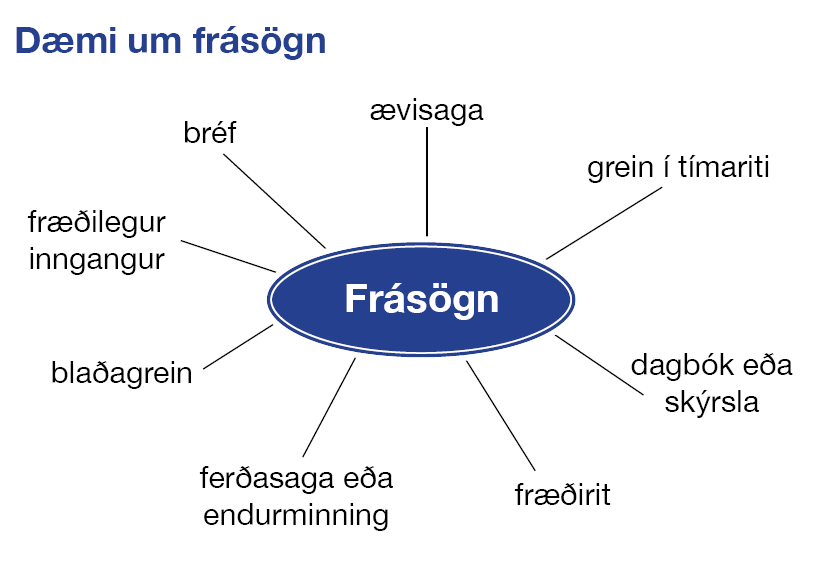 Dæmi um frásögn
ævisaga
bréf
grein í tímariti
fræðilegur
inngangur
Frásögn
blaðagrein
dagbók eða
skýrsla
ferðasaga eða
endurminning
fræðirit